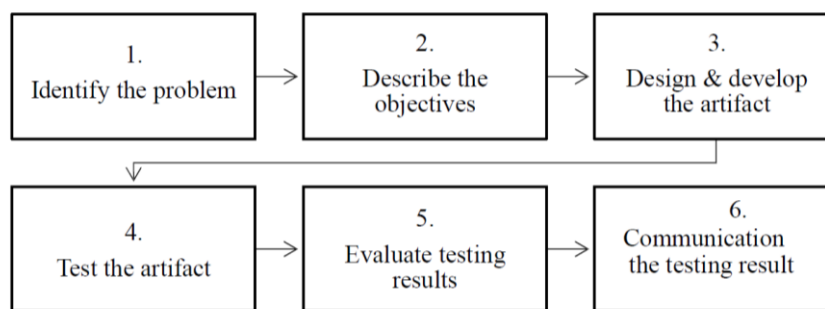 1.
Identify the problem
2.
Describe the
objectives
3.
Design & develop
the artifact
4.
Test the artifact
5.
Evaluate testing
results
6.
Communication
the testing result